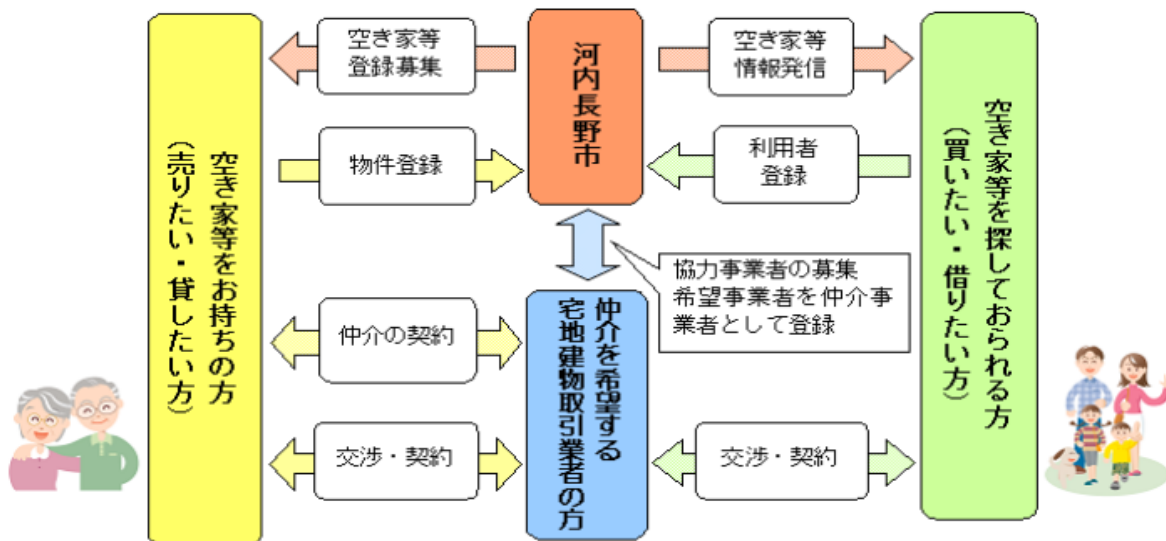 空き家等をお持ちの方
(売りたい・貸したい方)
空き家等
登録募集
物件登録
仲介の契約
交渉・契約
河内長野市
仲介を希望する
宅地建物取引業者の方
空き家等
情報発信
利用者
登録
協力事業者の募集
希望事業者を仲介事
業者として登録
交渉・契約
空き家等を探しておられる方
(買いたい・借りたい方)